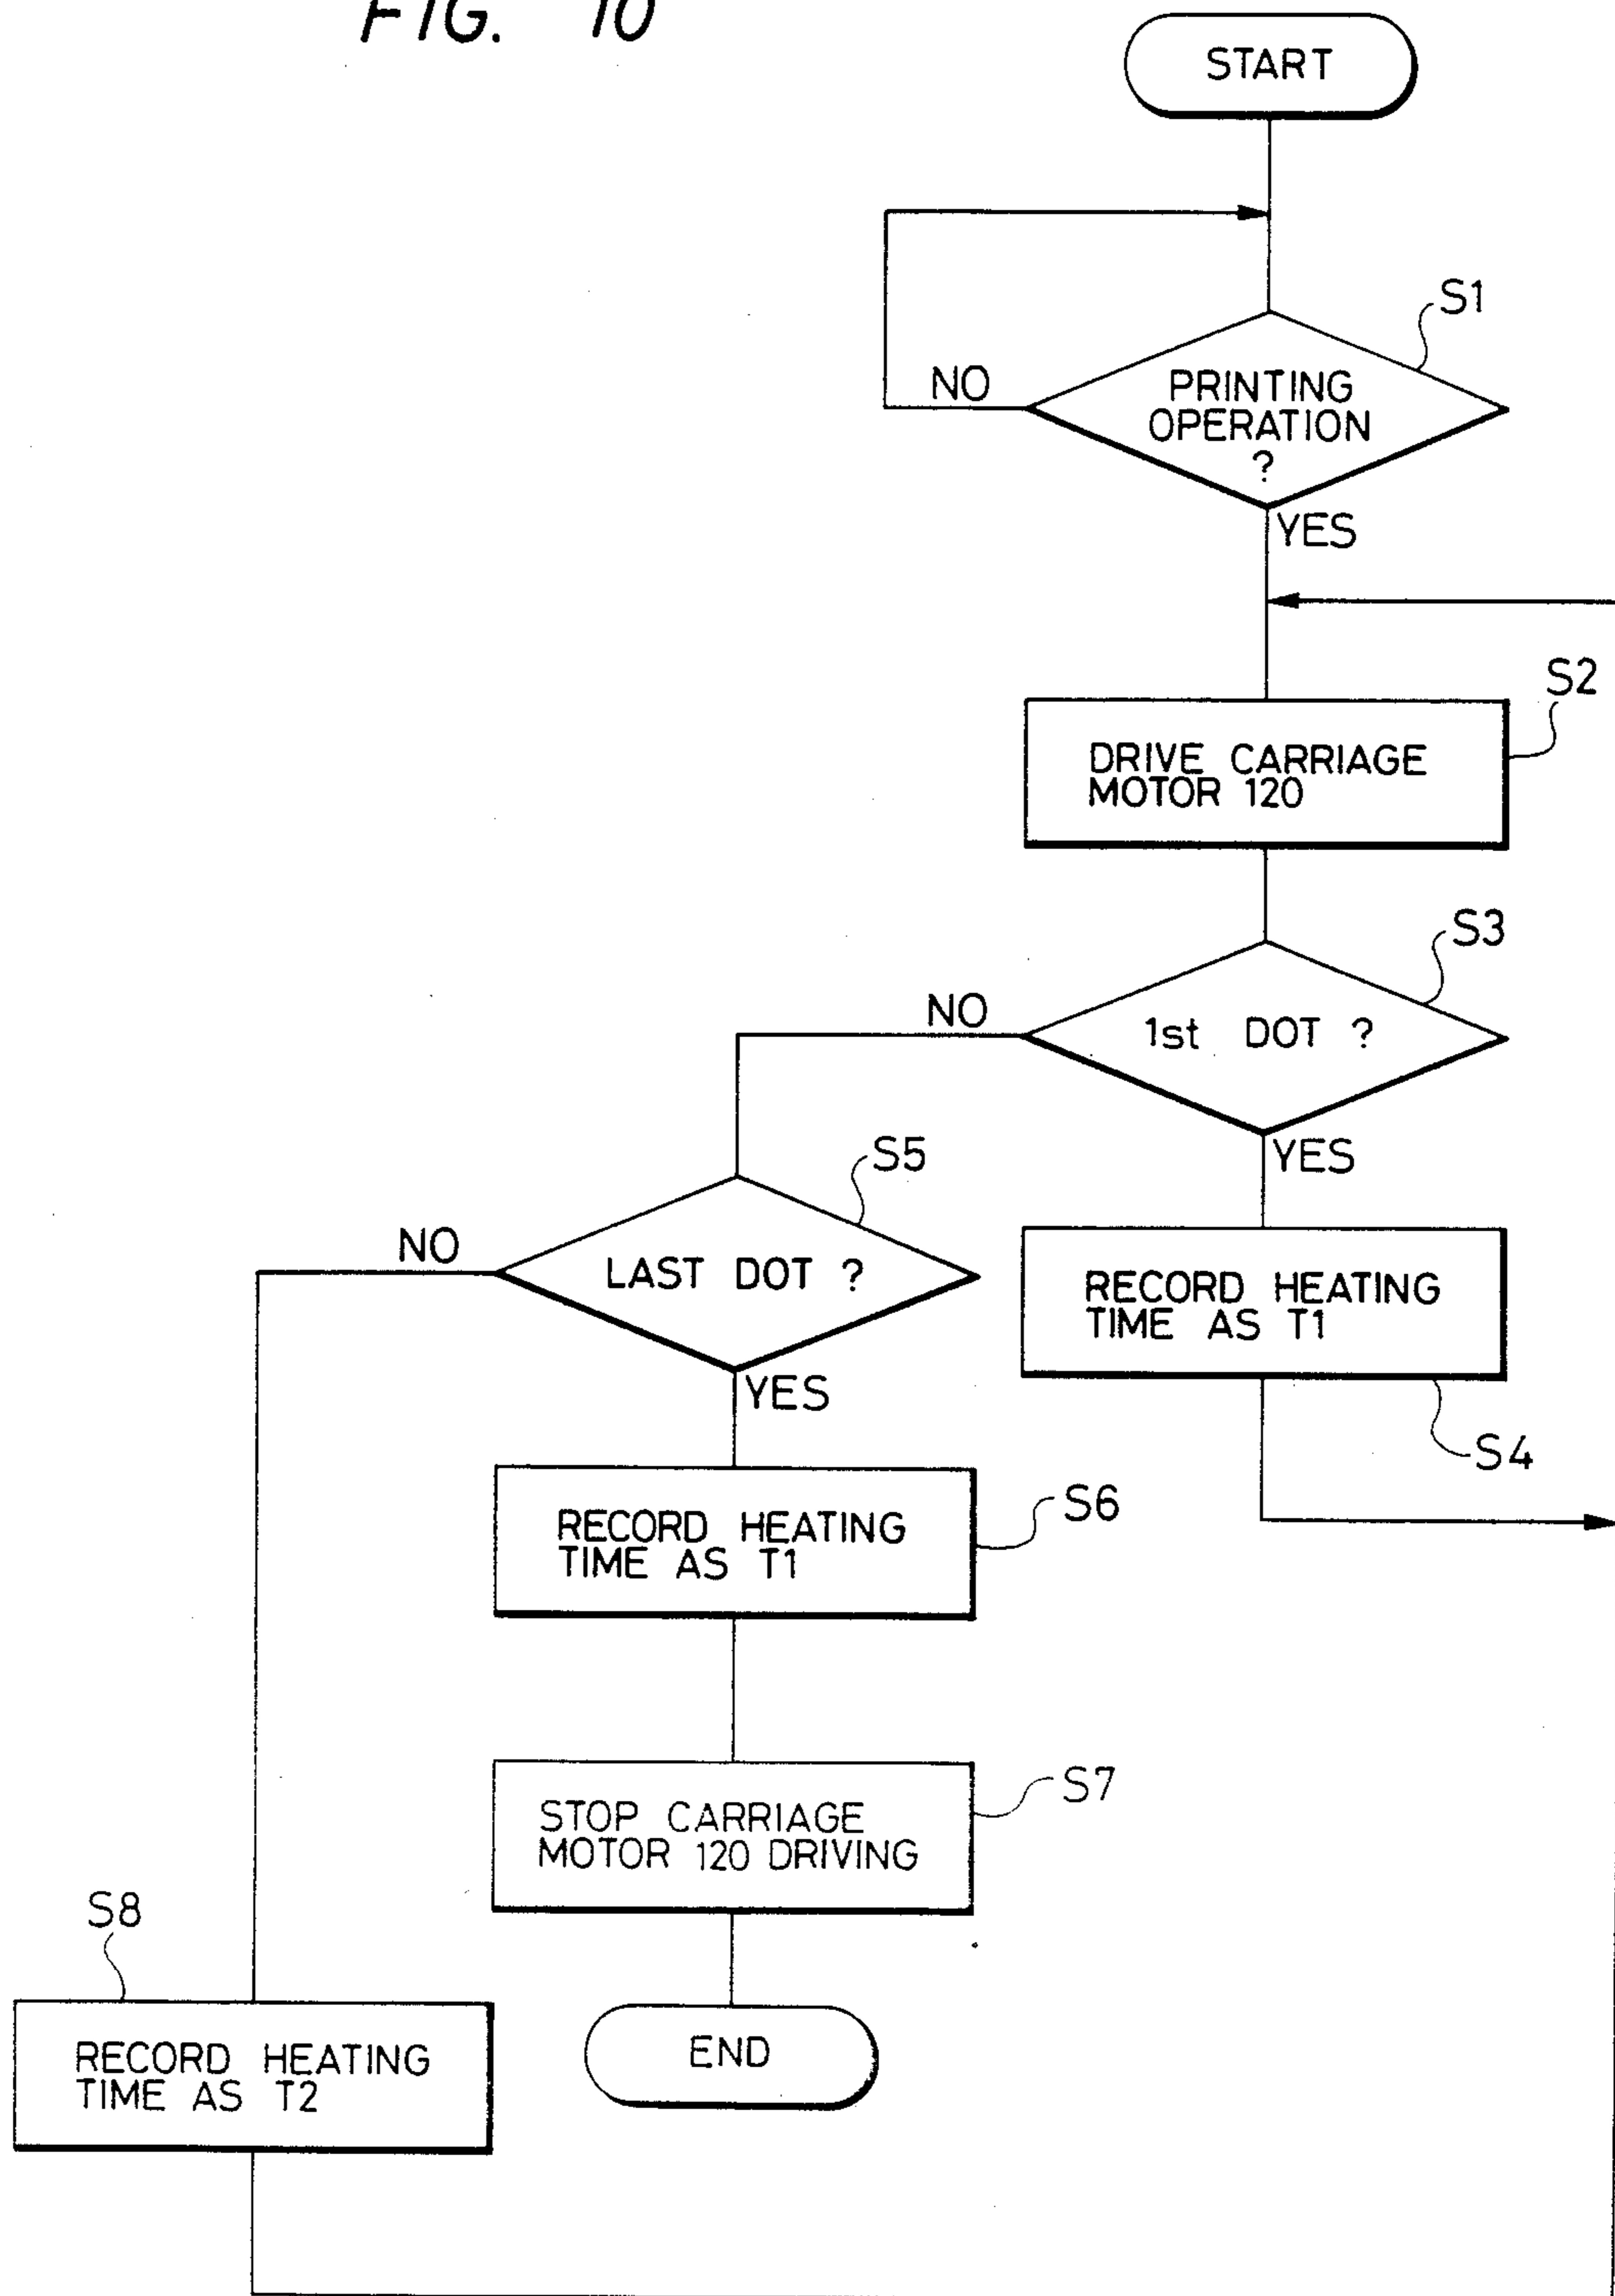 FIG. 10
START
S1
NO
PRINTING
OPERATION
?
YES
S2
DRIVE CARRIAGE
MOTOR 120
S3
NO
1st DOT ?
YES
S5
NO
LAST DOT ?
YES
RECORD HEATING
TIME AS T1
S4
S6
RECORD HEATING
TIME AS T1
S7
STOP CARRIAGE
MOTOR 120 DRIVING
S8
RECORD HEATING
TIME AS T2
END